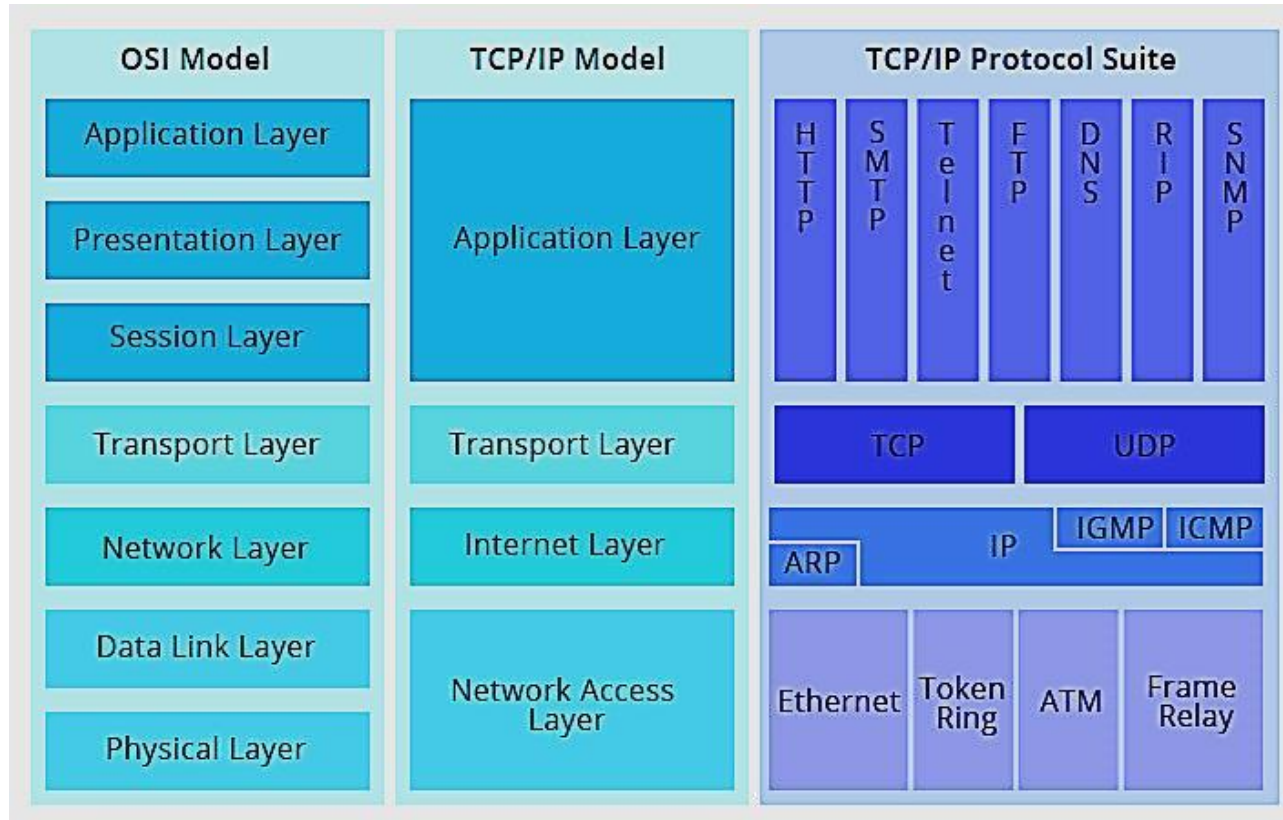 OSI Model
Application Layer
Presentation Layer
Session Layer
Transport Layer
Network Layer
Data Link Layer
Physical Layer
TCP/IP Model
Application Layer
Transport Layer
Internet Layer
Network Access
Layer
TCP/IP Protocol Suite
HTTP
SMTP
Telnet
FTP
DNS
RIP
SNMP
TCP
UDP
IP
IGMP
ICMP
ARP
Ethernet
Token
Ring
ATM
Frame
Relay